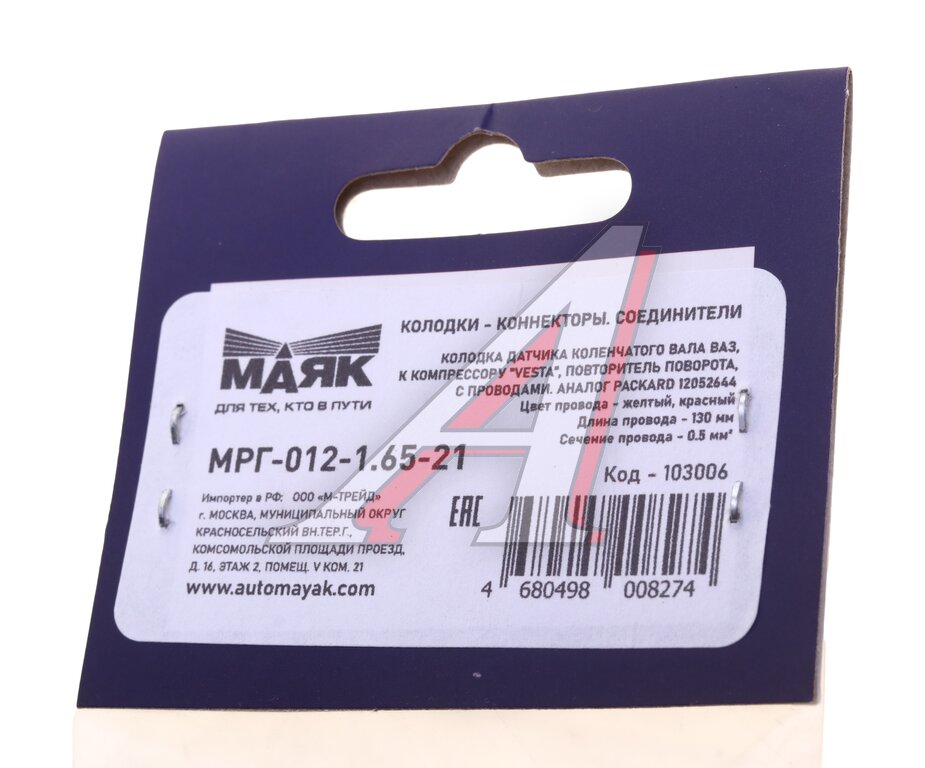 МАЯК
ДЛЯ ТЕХ, КТО В ПУТИ
КОЛОДКИ - КОННЕКТОРЫ. СОЕДИНИТЕЛИ
КОЛОДКА ДАТЧИКА КОЛЕНЧАТОГО ВАЛА ВАЗ,
К КОМПРЕССОРУ "VESTA", ПОВТОРИТЕЛЬ ПОВОРОТА,
С ПРОВОДАМИ. АНАЛОГ PACKARD 12052644
Цвет провода - желтый, красный
Длина провода - 130 мм
Сечение провода - 0.5 мм²
МРГ-012-1.65-21
Код - 103006
Импортер в РФ: ООО «М-ТРЕЙД»
г. МОСКВА, МУНИЦИПАЛЬНЫЙ ОКРУГ
КРАСНОСЕЛЬСКИЙ ВН.ТЕР.Г.,
КОМСОМОЛЬСКОЙ ПЛОЩАДИ ПРОЕЗД,
Д. 16, ЭТАЖ 2, ПОМЕЩ. V КОМ. 21
www.automayak.com
EAC
4 680498 008274